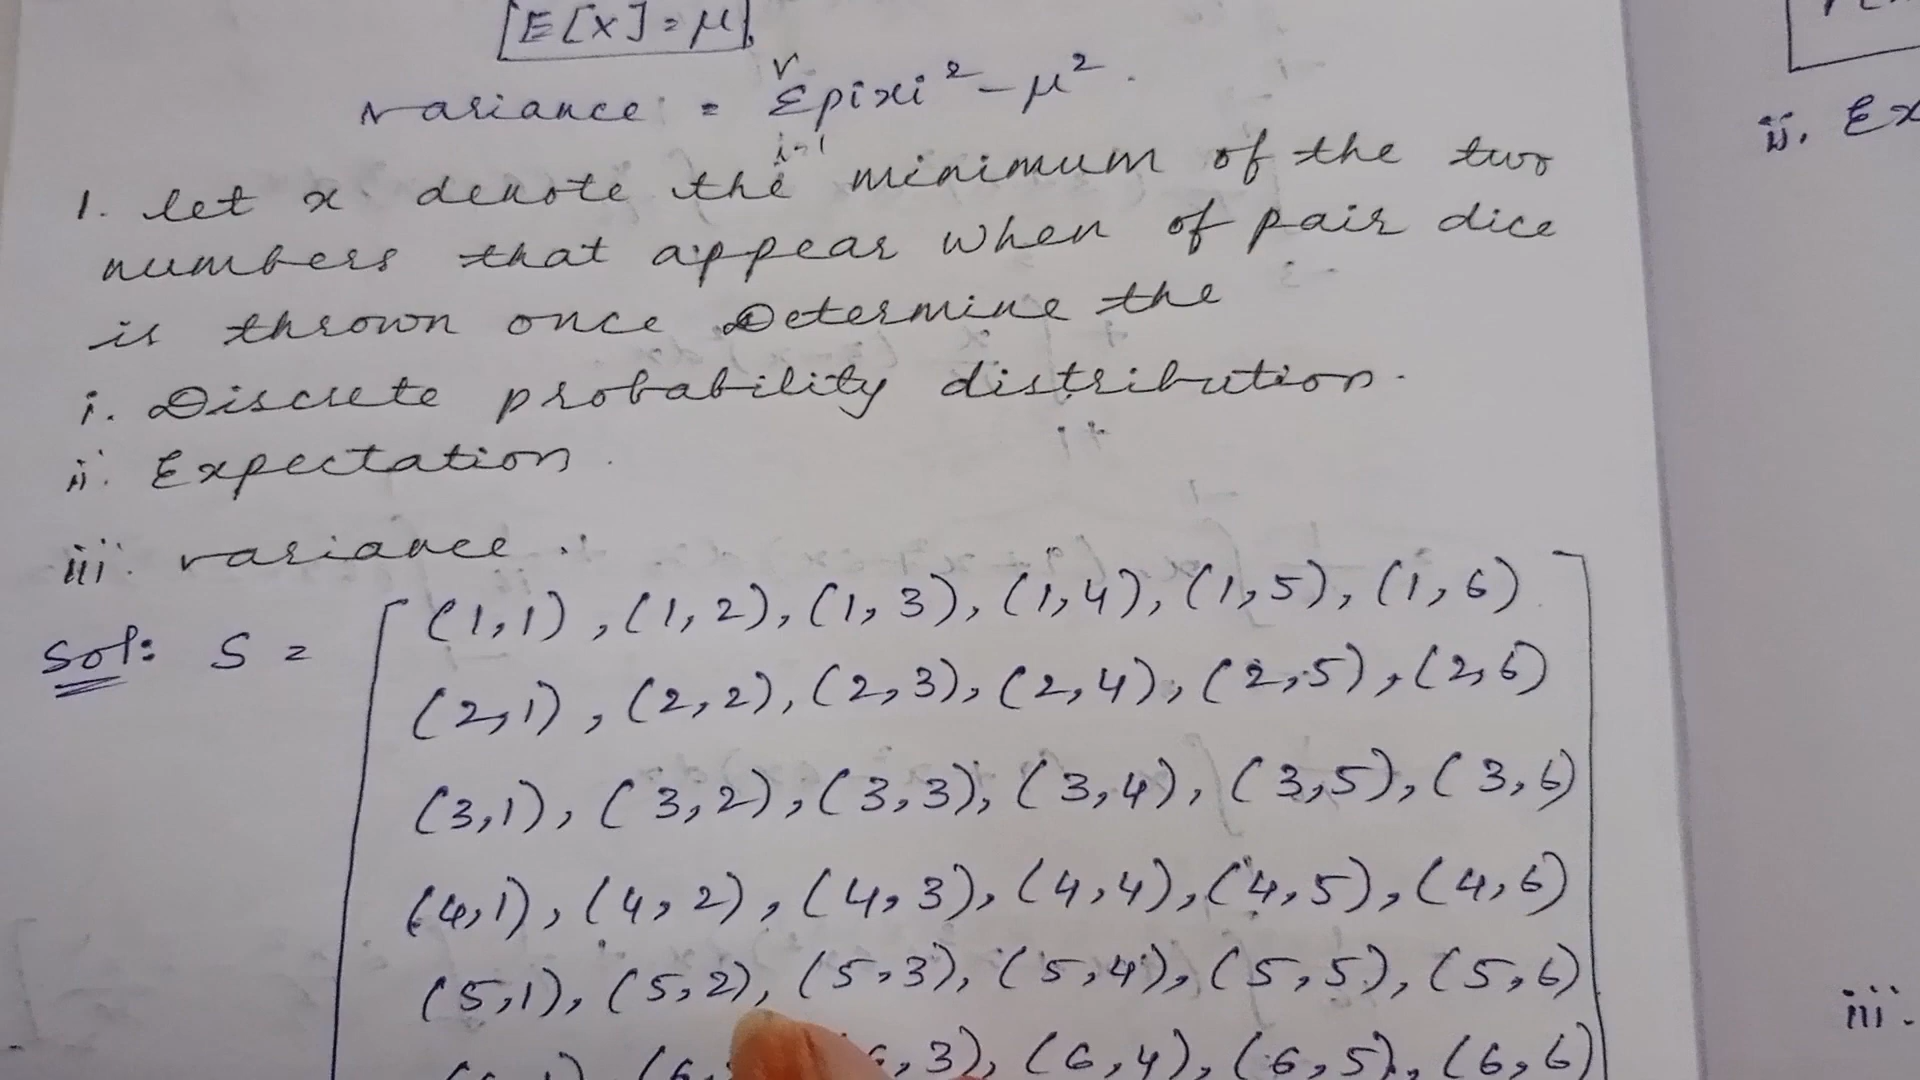 E[X]=μ
variance = Σpixi²-μ².
i=1
1. let x denote the minimum of the two
numbers that appear when of pair dice
is thrown once Determine the
i. Discrete probability distribution.
ii. Expectation.
iii. variance.
Sol: S = (1,1), (1,2), (1,3), (1,4), (1,5), (1,6)
(2,1), (2,2), (2,3), (2,4), (2,5), (2,6)
(3,1), (3,2), (3,3), (3,4), (3,5), (3,6)
(4,1), (4,2), (4,3), (4,4), (4,5), (4,6)
(5,1), (5,2), (5,3), (5,4), (5,5), (5,6)
,3), (6,4), (6,5), (6,6)
ii. Ex
iii.